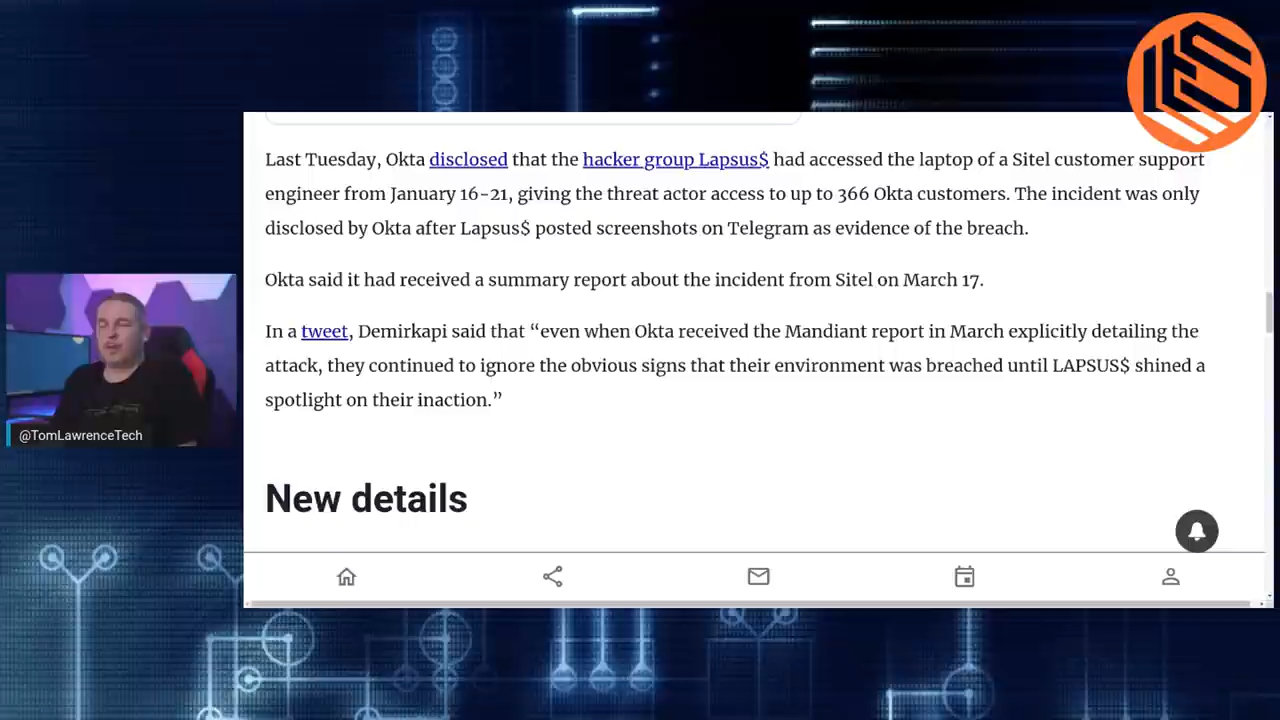 Last Tuesday, Okta disclosed that the hacker group Lapsus$ had accessed the laptop of a Sitel customer support
engineer from January 16-21, giving the threat actor access to up to 366 Okta customers. The incident was only
disclosed by Okta after Lapsus$ posted screenshots on Telegram as evidence of the breach.
Okta said it had received a summary report about the incident from Sitel on March 17.
In a tweet, Demirkapi said that “even when Okta received the Mandiant report in March explicitly detailing the
attack, they continued to ignore the obvious signs that their environment was breached until LAPSUS$ shined a
spotlight on their inaction.”
@TomLawrenceTech
New details